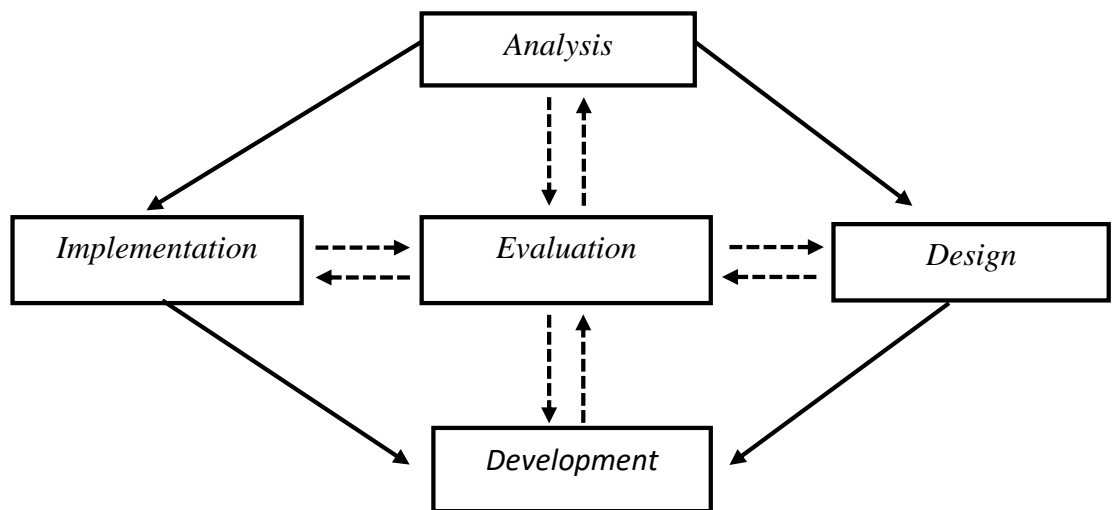 Analysis
Implementation
Evaluation
Design
Development